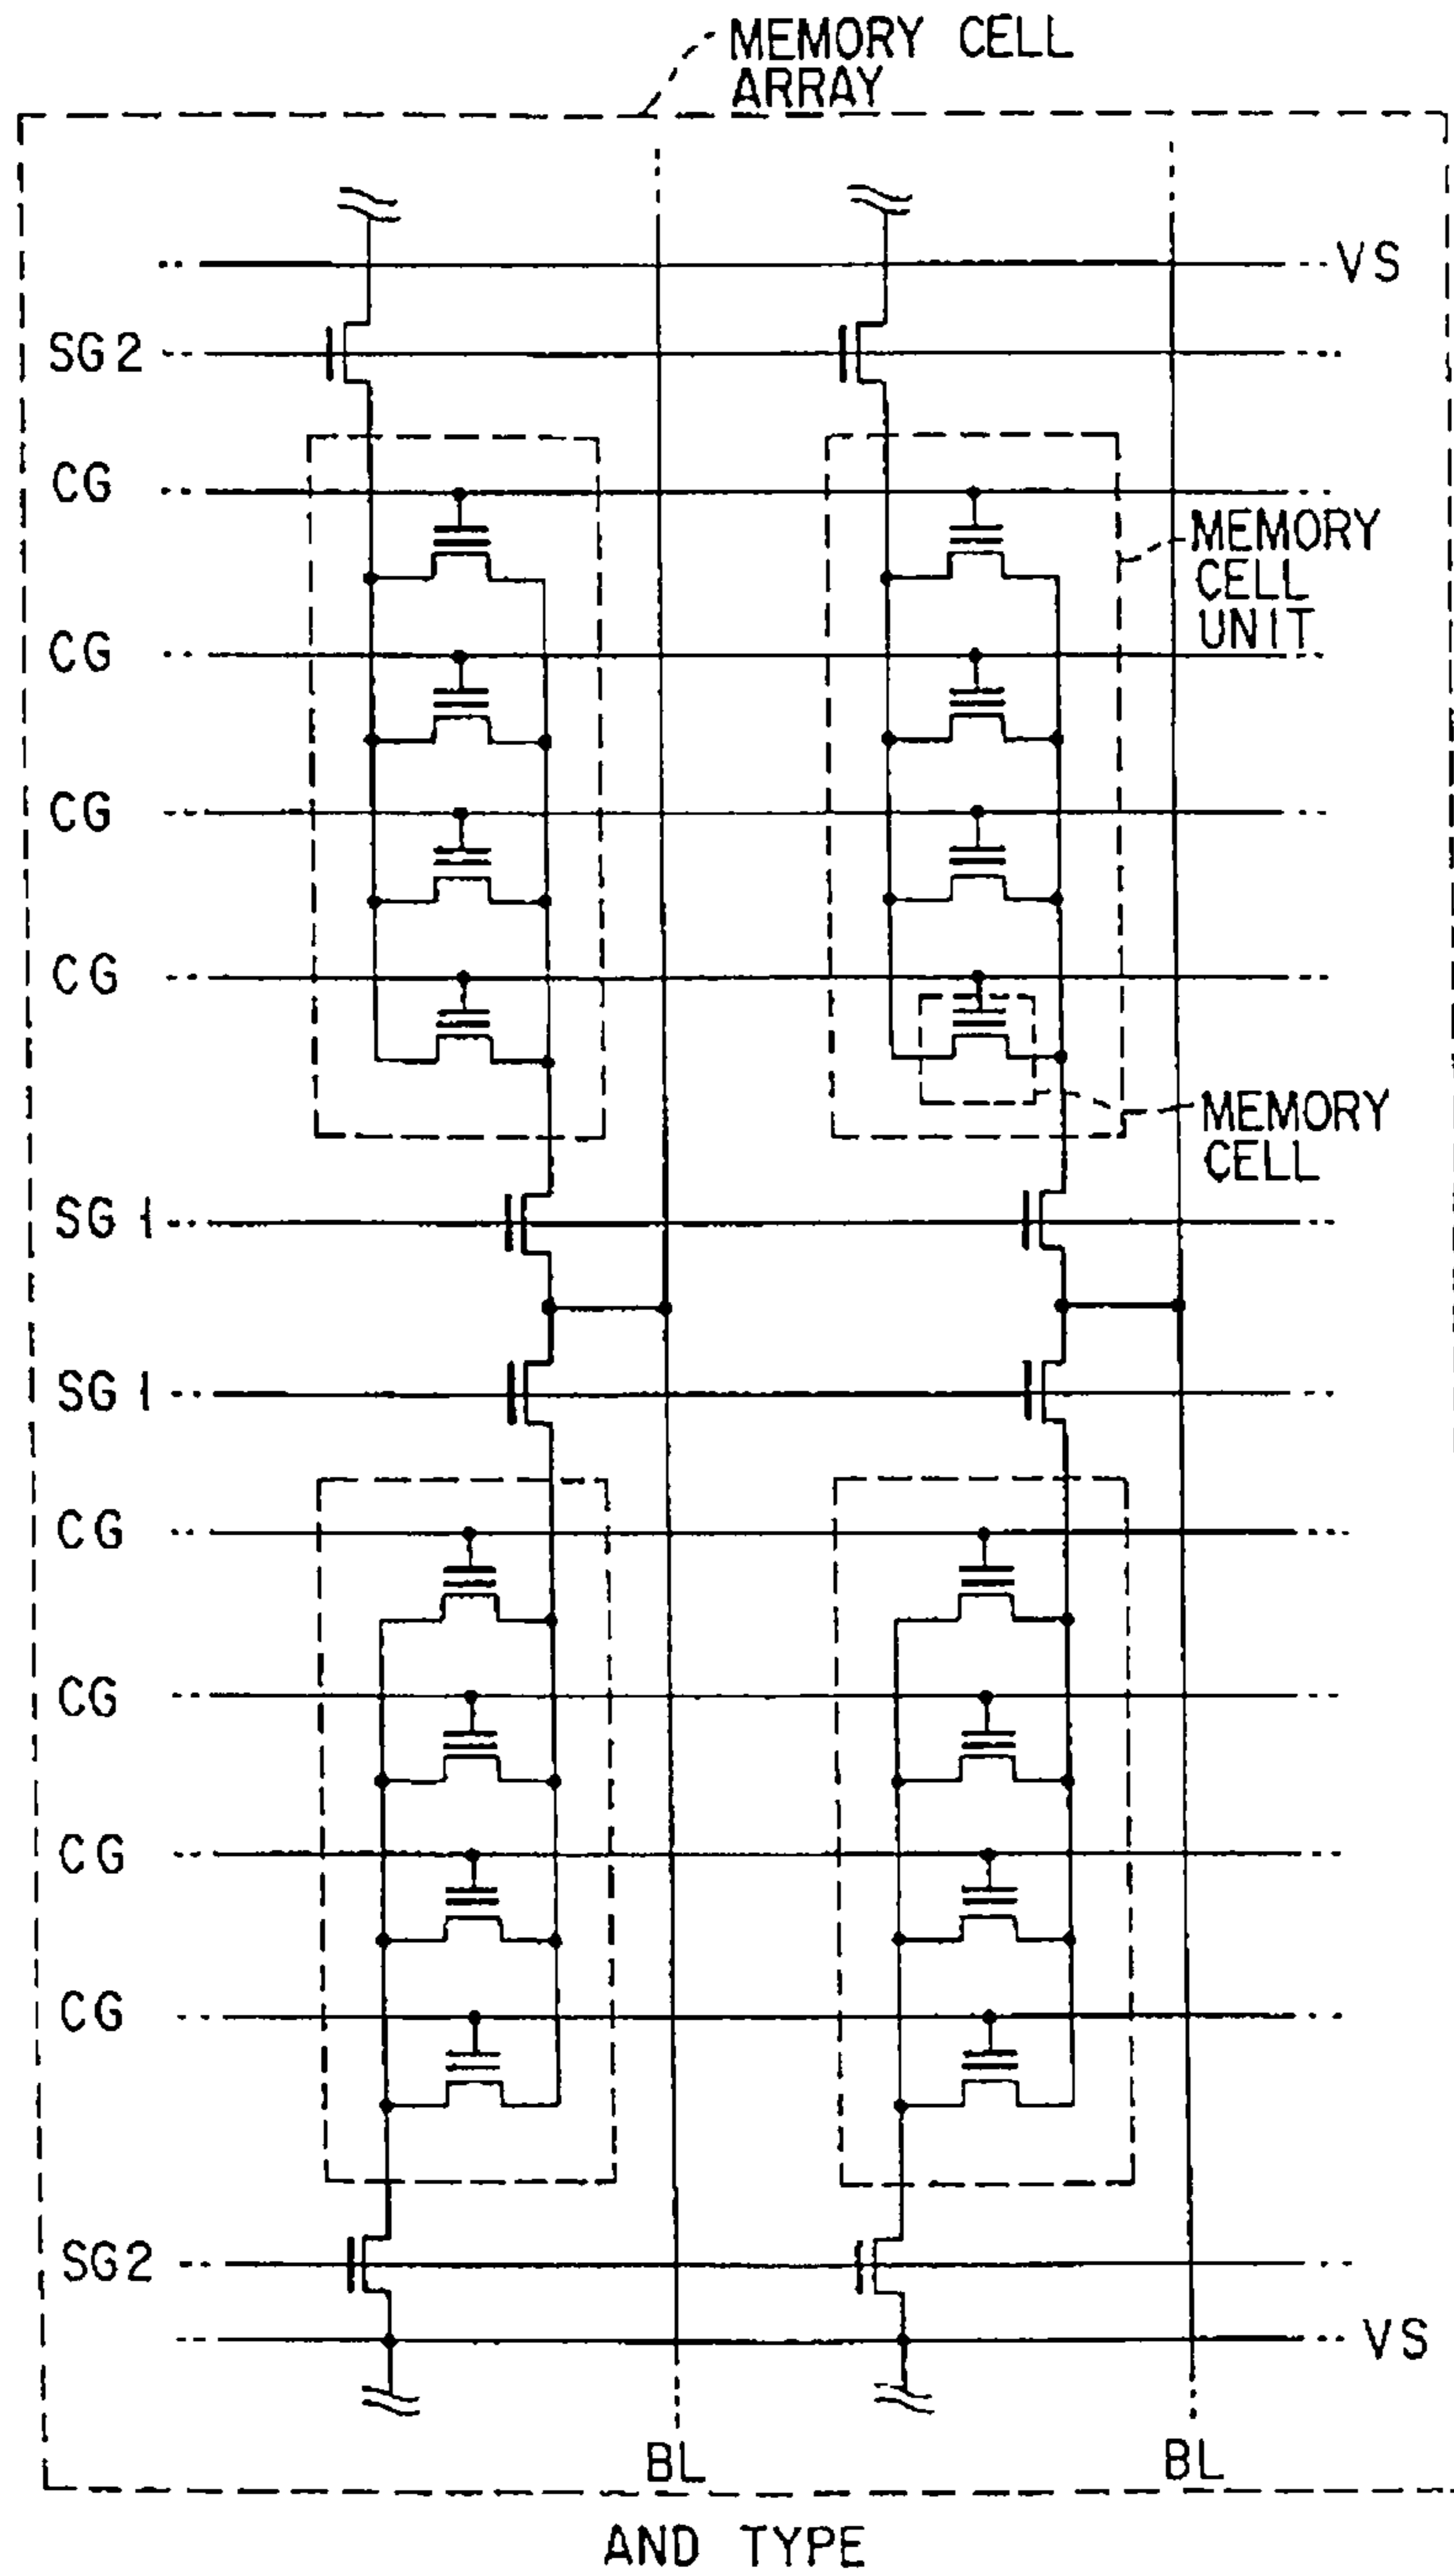 MEMORY CELL
ARRAY
VS
SG2
CG
MEMORY
CELL
UNIT
CG
CG
CG
MEMORY
CELL
SG1
SG1
CG
CG
CG
CG
SG2
VS
BL
BL
AND TYPE